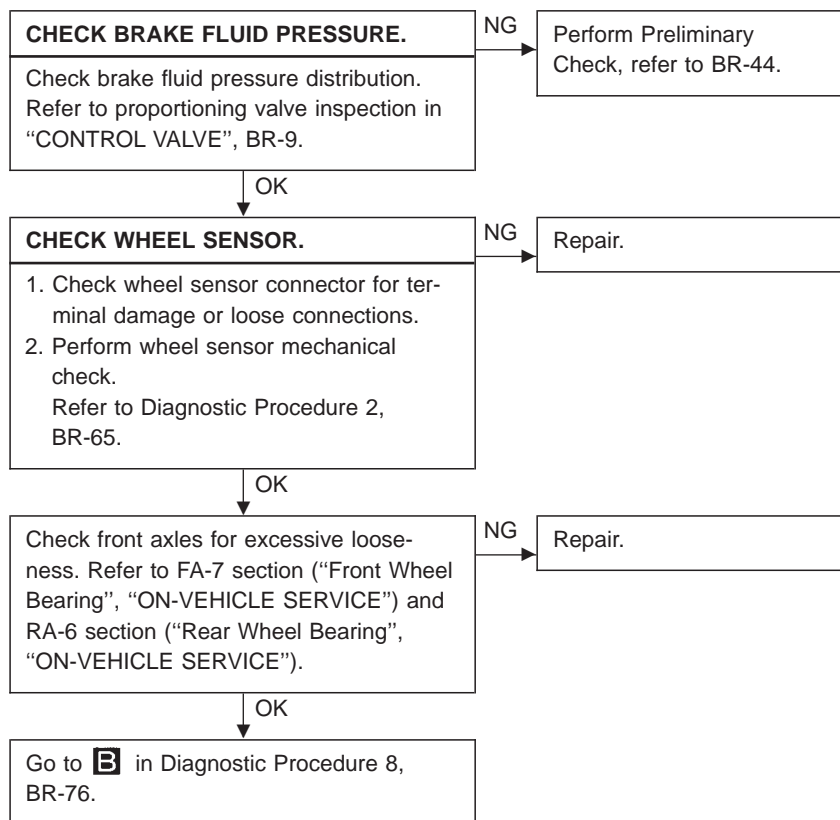 CHECK BRAKE FLUID PRESSURE.
Check brake fluid pressure distribution.
Refer to proportioning valve inspection in
“CONTROL VALVE”, BR-9.
NG
Perform Preliminary
Check, refer to BR-44.
OK
CHECK WHEEL SENSOR.
1. Check wheel sensor connector for ter-
minal damage or loose connections.
2. Perform wheel sensor mechanical
check.
Refer to Diagnostic Procedure 2,
BR-65.
NG
Repair.
OK
Check front axles for excessive loose-
ness. Refer to FA-7 section (“Front Wheel
Bearing”, “ON-VEHICLE SERVICE”) and
RA-6 section (“Rear Wheel Bearing”,
“ON-VEHICLE SERVICE”).
NG
Repair.
OK
Go to B in Diagnostic Procedure 8,
BR-76.